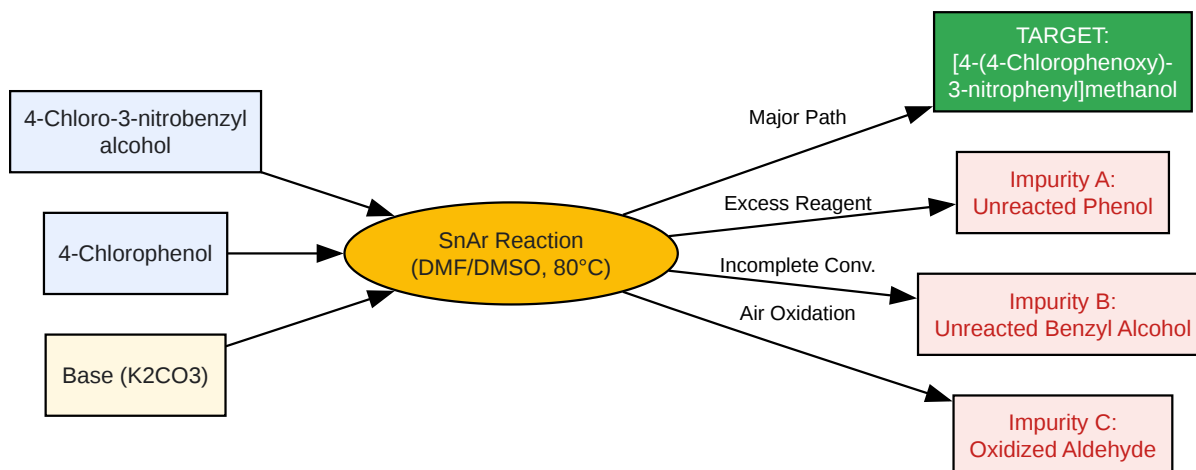 4-Chloro-3-nitrobenzyl
alcohol
4-Chlorophenol
Base (K2CO3)
SnAr Reaction
(DMF/DMSO, 80°C)
Major Path
Excess Reagent
Incomplete Conv.
Air Oxidation
TARGET:
[4-(4-Chlorophenoxy)-
3-nitrophenyl]methanol
Impurity A:
Unreacted Phenol
Impurity B:
Unreacted Benzyl Alcohol
Impurity C:
Oxidized Aldehyde